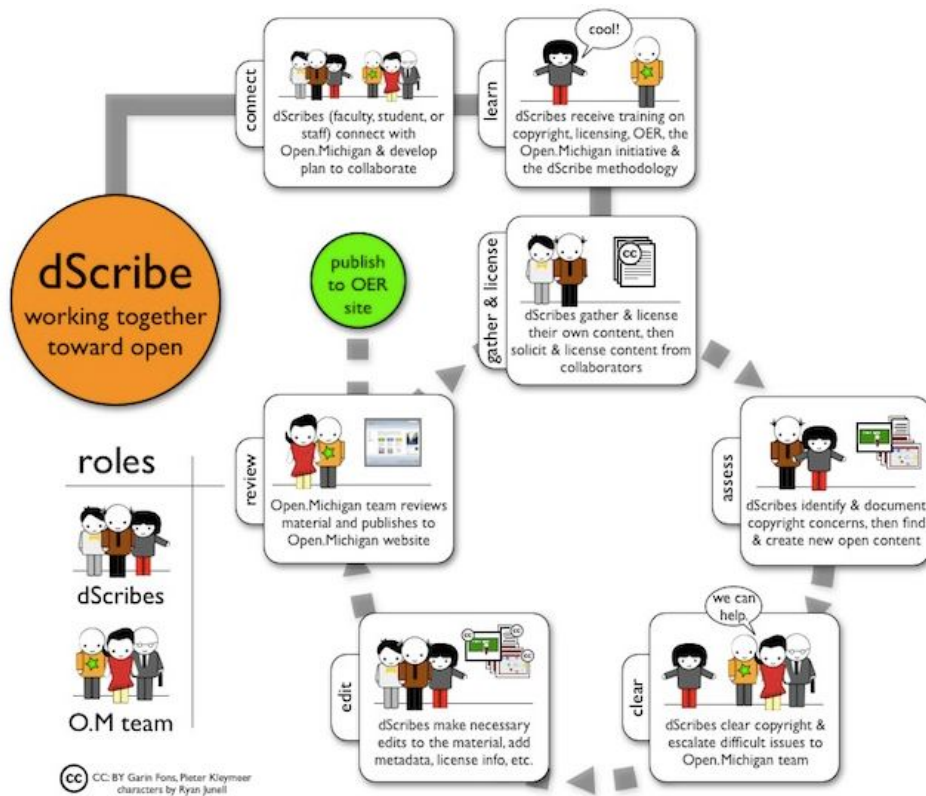 dScribe
working together
toward open
connect
dScribes (faculty, student, or
staff) connect with
Open.Michigan & develop
plan to collaborate
learn
cool!
dScribes receive training on
copyright, licensing, OER, the
Open.Michigan initiative &
the dScribe methodology
gather & license
CC
dScribes gather & license
their own content, then
solicit & license content from
collaborators
assess
dScribes identify & document
copyright concerns, then find
& create new open content
clear
we can
help.
dScribes clear copyright &
escalate difficult issues to
Open.Michigan team
edit
cc
cc
cc
dScribes make necessary
edits to the material, add
metadata, license info, etc.
review
Open.Michigan team reviews
material and publishes to
Open.Michigan website
publish
to OER
site
roles
dScribes
O.M team
cc CC: BY Garin Fons, Pieter Kleymeer
characters by Ryan Junell